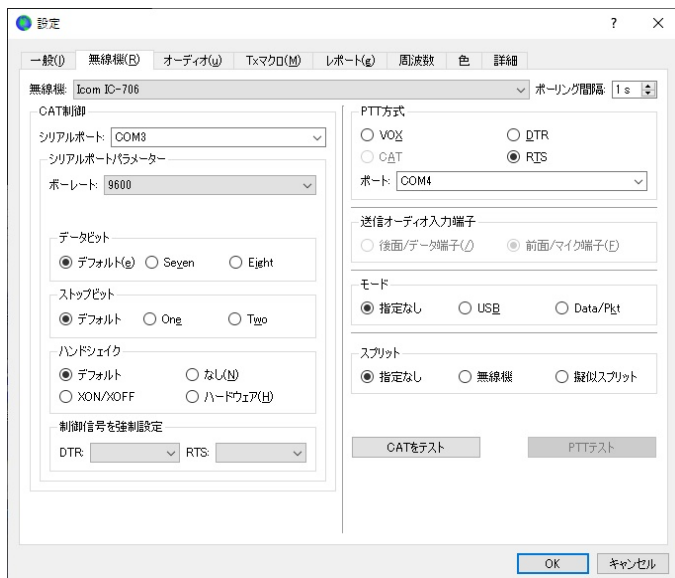 設定
一般(I) 無線機(R) オーディオ(u) Txマクロ(M) レポート(g) 周波数 色 詳細
無線機: Icom IC-706 ポーリング間隔: 1 s
CAT制御
シリアルポート: COM3
シリアルポートパラメーター
ボーレート: 9600
データビット
デフォルト(e) Seven Eight
ストップビット
デフォルト One Two
ハンドシェイク
デフォルト なし(N)
XON/XOFF ハードウェア(H)
制御信号を強制設定
DTR: RTS:
PTT方式
VOX DTR
CAT RTS
ポート: COM4
送信オーディオ入力端子
後面/データ端子(/) 前面/マイク端子(F)
モード
指定なし USB Data/Pkt
スプリット
指定なし 無線機 擬似スプリット
CATをテスト PTTテスト
OK キャンセル